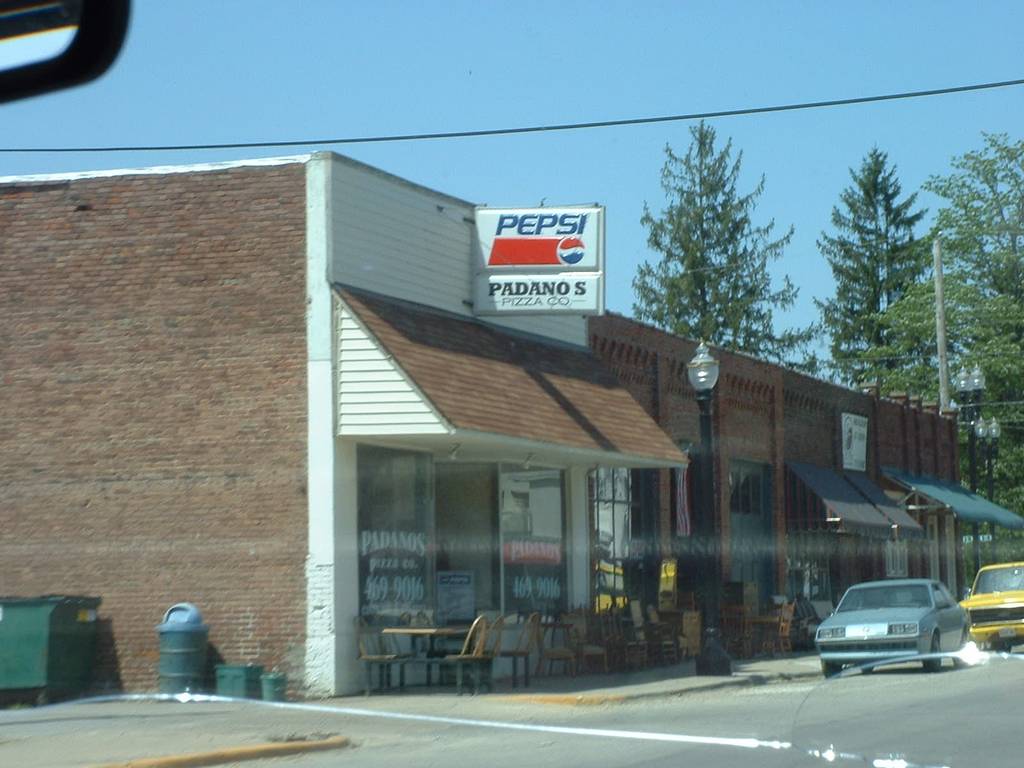 PEPSI
PADANO S
PIZZA CO.
PADANOS
pizza co.
469 9016
PADANOS
469 9016